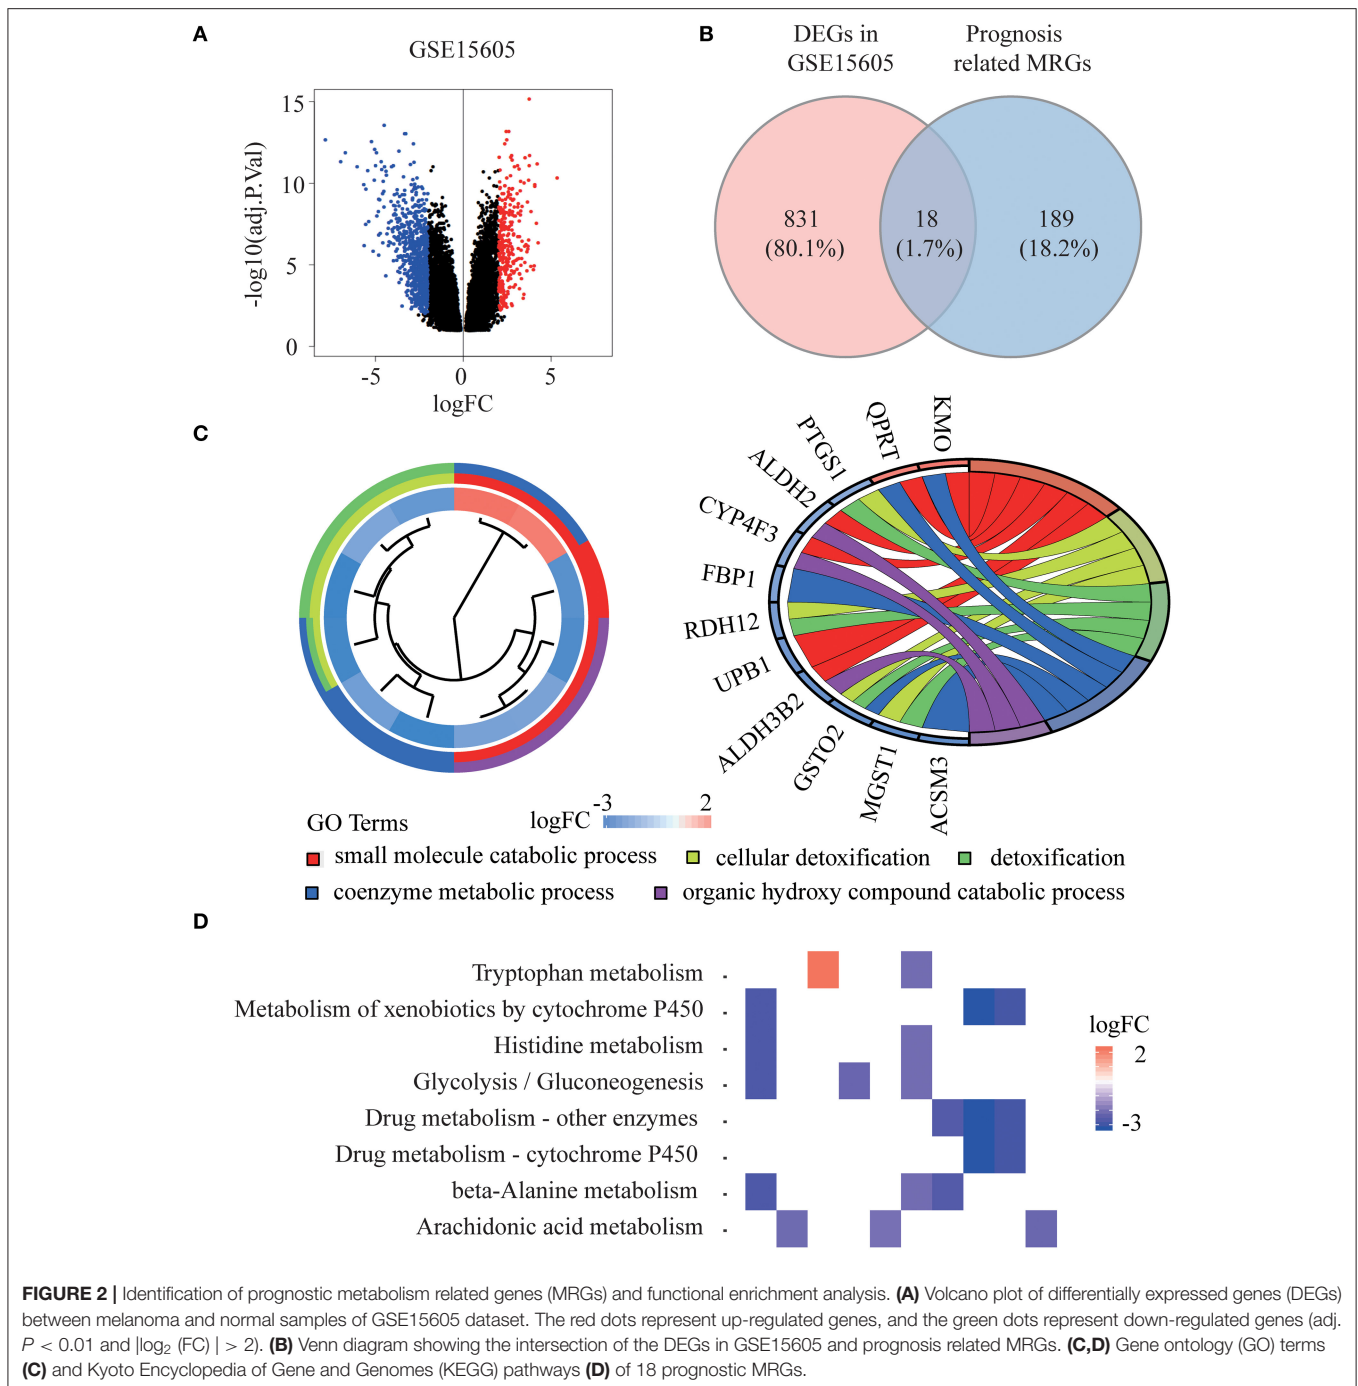 A
GSE15605
15
10
5
0
-log10(adj.P.Val)
-5
0
5
logFC
B
DEGs in
GSE15605
Prognosis
related MRGs
831
(80.1%)
18
(1.7%)
189
(18.2%)
C
KMO
QPRT
PTGS1
ALDH2
CYP4F3
FBP1
RDH12
UPB1
ALDH3B2
GSTO2
MGST1
ACSM3
GO Terms
logFC
-3
2
small molecule catabolic process
cellular detoxification
detoxification
coenzyme metabolic process
organic hydroxy compound catabolic process
D
Tryptophan metabolism
Metabolism of xenobiotics by cytochrome P450
Histidine metabolism
Glycolysis / Gluconeogenesis
Drug metabolism - other enzymes
Drug metabolism - cytochrome P450
beta-Alanine metabolism
Arachidonic acid metabolism
logFC
2
-3
FIGURE 2 | Identification of prognostic metabolism related genes (MRGs) and functional enrichment analysis. (A) Volcano plot of differentially expressed genes (DEGs)
between melanoma and normal samples of GSE15605 dataset. The red dots represent up-regulated genes, and the green dots represent down-regulated genes (adj.
P < 0.01 and |log₂ (FC) | > 2). (B) Venn diagram showing the intersection of the DEGs in GSE15605 and prognosis related MRGs. (C,D) Gene ontology (GO) terms
(C) and Kyoto Encyclopedia of Gene and Genomes (KEGG) pathways (D) of 18 prognostic MRGs.